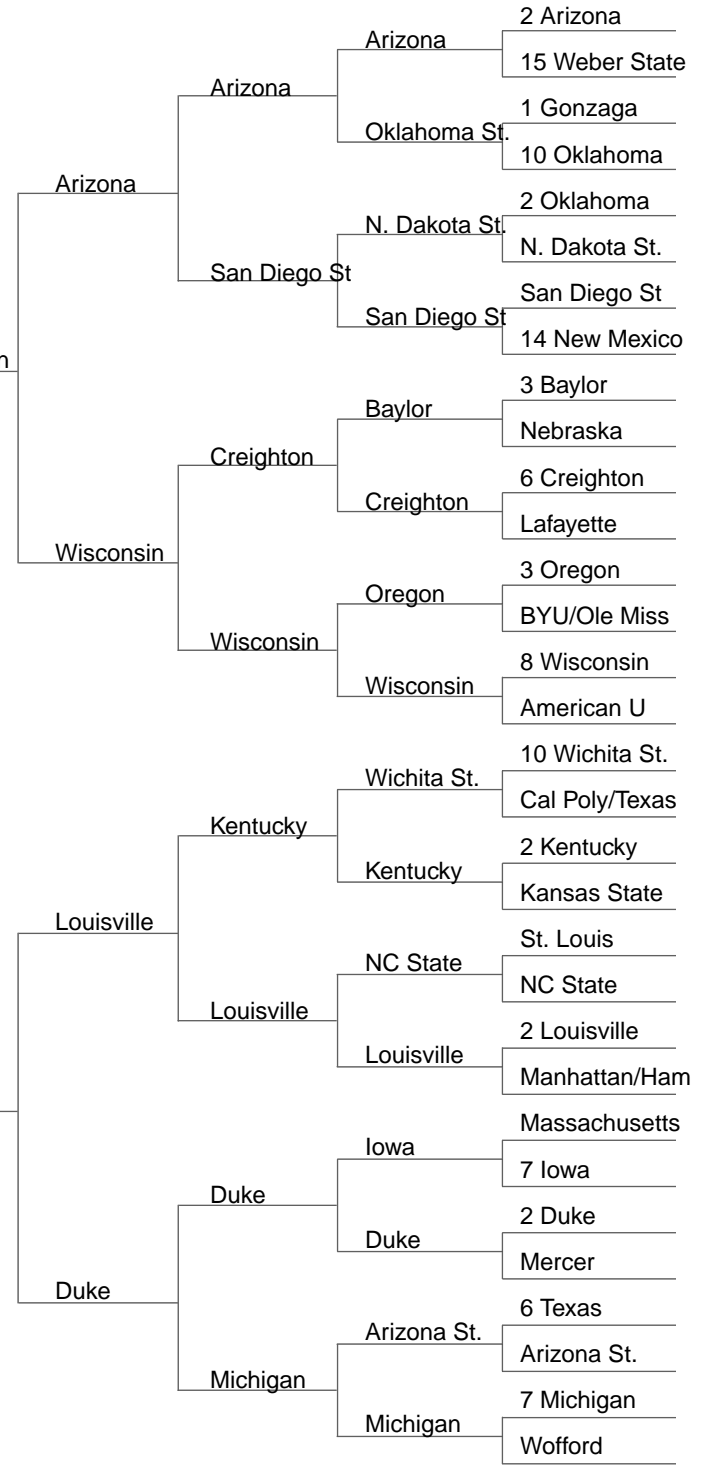 2 Arizona
Arizona
15 Weber State
Arizona
1 Gonzaga
Oklahoma St.
10 Oklahoma
Arizona
2 Oklahoma
N. Dakota St.
N. Dakota St.
San Diego St
San Diego St
San Diego St
14 New Mexico
n
3 Baylor
Baylor
Nebraska
Creighton
6 Creighton
Creighton
Lafayette
Wisconsin
3 Oregon
Oregon
BYU/Ole Miss
Wisconsin
8 Wisconsin
Wisconsin
American U
10 Wichita St.
Wichita St.
Cal Poly/Texas
Kentucky
2 Kentucky
Kentucky
Kansas State
Louisville
St. Louis
NC State
NC State
Louisville
2 Louisville
Louisville
Manhattan/Ham
Massachusetts
Iowa
7 Iowa
Duke
2 Duke
Duke
Mercer
Duke
6 Texas
Arizona St.
Arizona St.
Michigan
7 Michigan
Michigan
Wofford